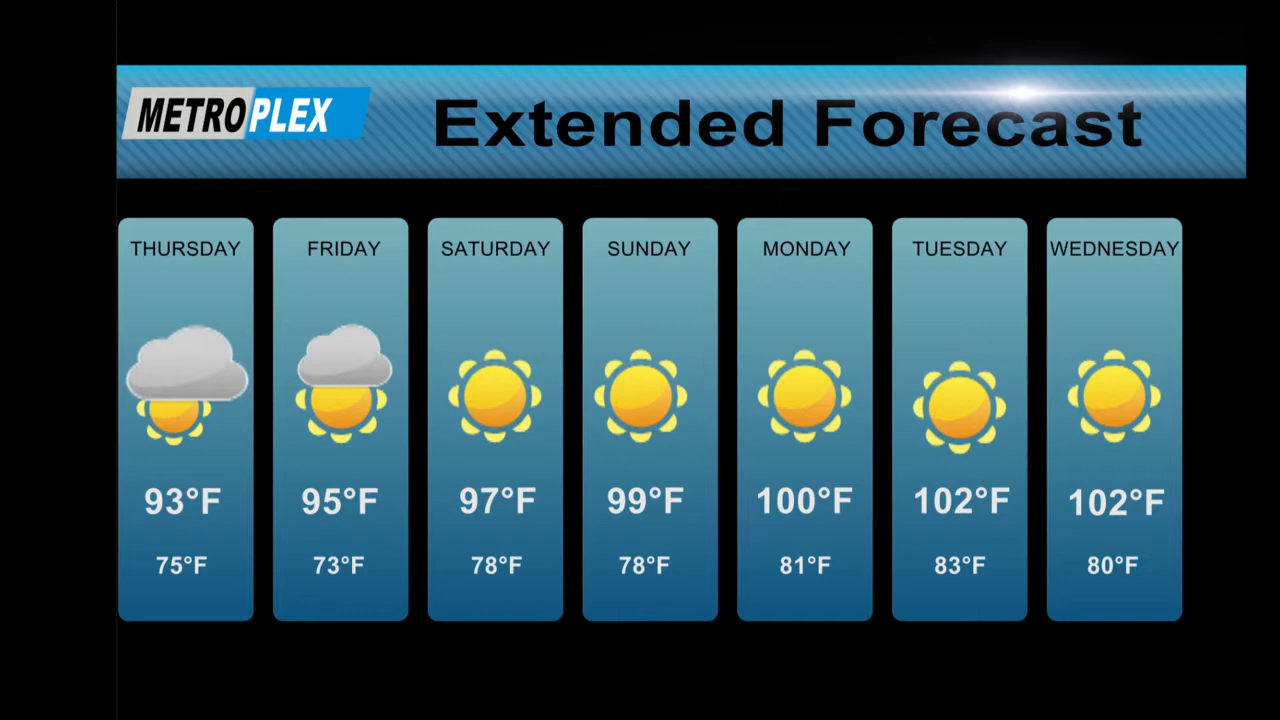 METROPLEX
Extended Forecast
THURSDAY
93°F
75°F
FRIDAY
95°F
73°F
SATURDAY
97°F
78°F
SUNDAY
99°F
78°F
MONDAY
100°F
81°F
TUESDAY
102°F
83°F
WEDNESDAY
102°F
80°F